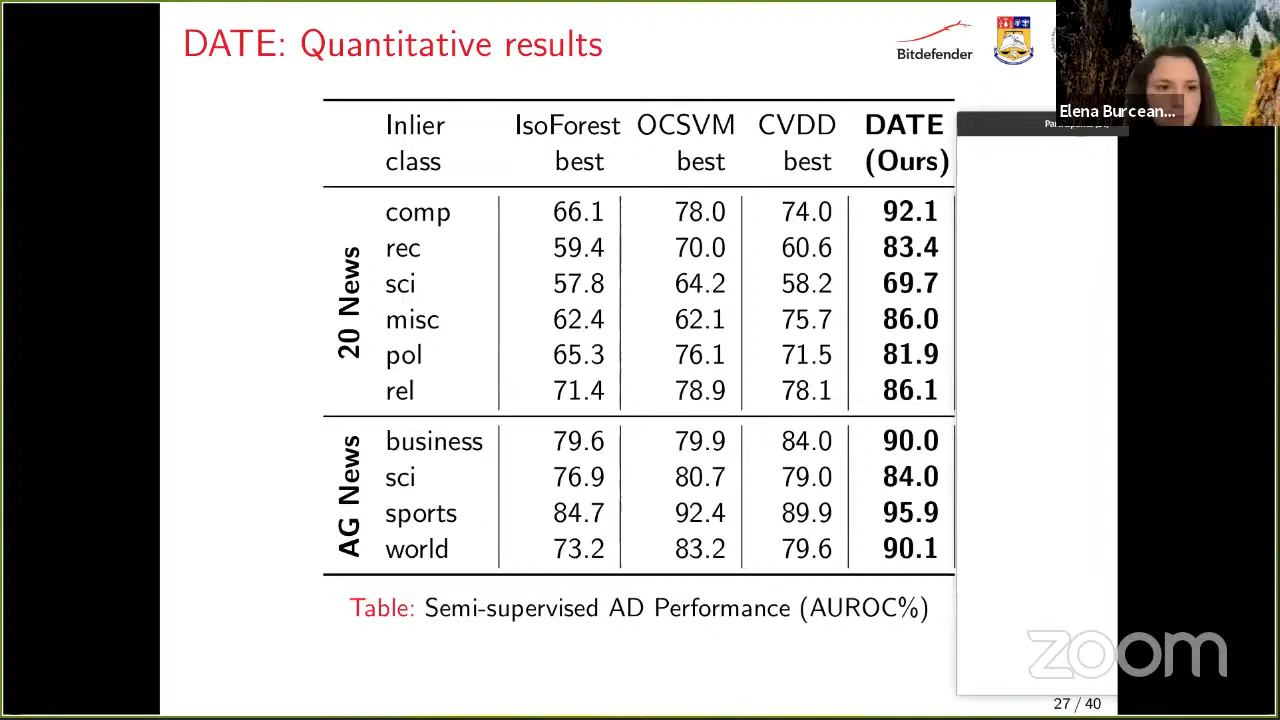 DATE: Quantitative results
Bitdefender
Elena Burcean...
Inlier class IsoForest best OCSVM best CVDD best DATE (Ours)
20 News
comp 66.1 78.0 74.0 92.1
rec 59.4 70.0 60.6 83.4
sci 57.8 64.2 58.2 69.7
misc 62.4 62.1 75.7 86.0
pol 65.3 76.1 71.5 81.9
rel 71.4 78.9 78.1 86.1
AG News
business 79.6 79.9 84.0 90.0
sci 76.9 80.7 79.0 84.0
sports 84.7 92.4 89.9 95.9
world 73.2 83.2 79.6 90.1
Table: Semi-supervised AD Performance (AUROC%)
zoom
27 / 40